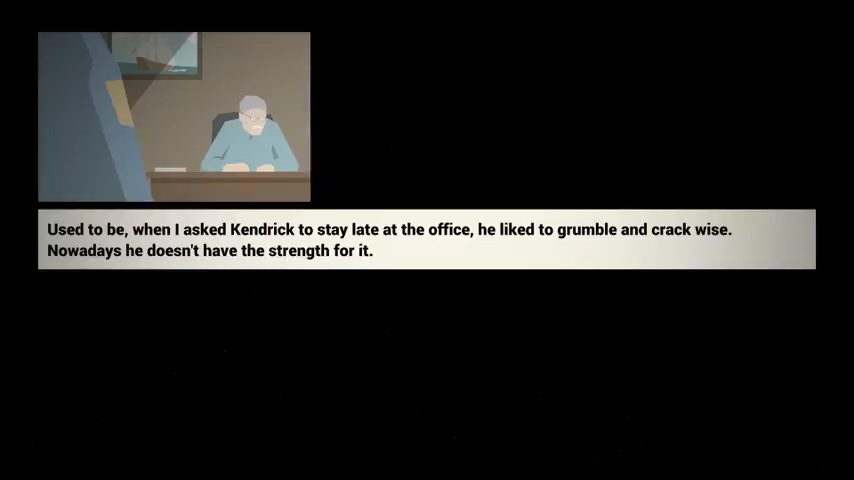 Used to be, when I asked Kendrick to stay late at the office, he liked to grumble and crack wise.
Nowadays he doesn't have the strength for it.